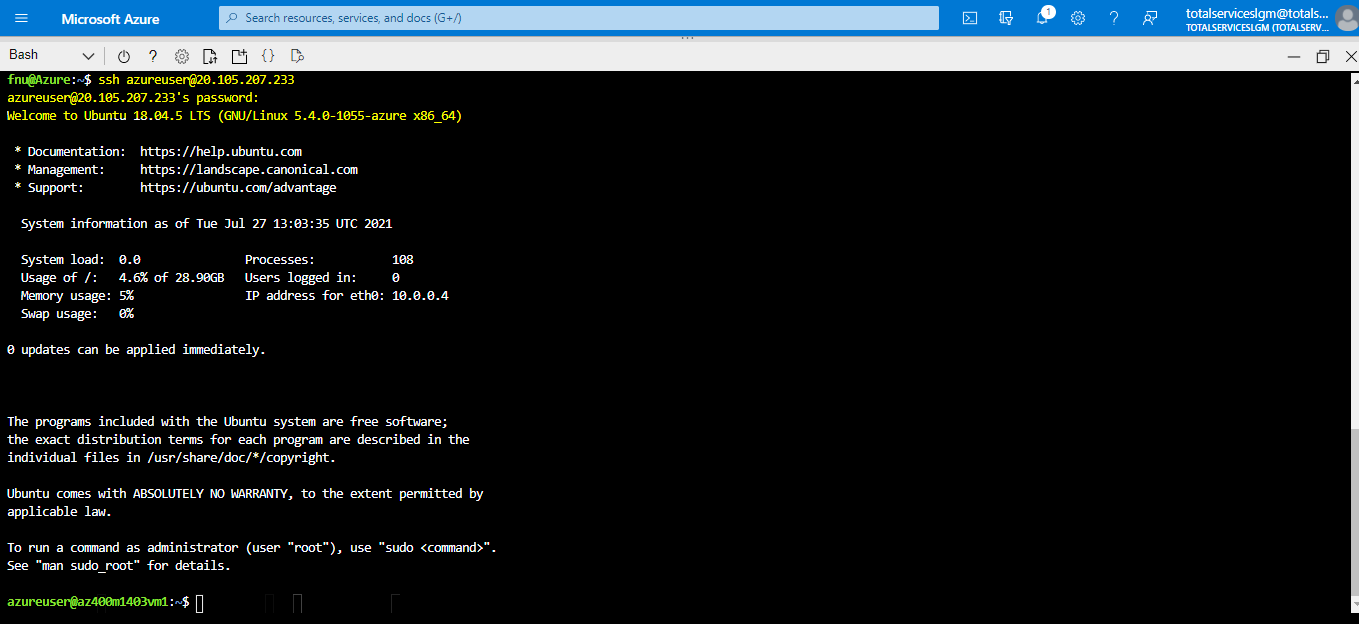 Microsoft Azure
Search resources, services, and docs (G+/)
1
totalserviceslgm@totals...
TOTALSERVICESLGM (TOTALSERV...
Bash
fnu@Azure:~$ ssh azureuser@20.105.207.233
azureuser@20.105.207.233's password:
Welcome to Ubuntu 18.04.5 LTS (GNU/Linux 5.4.0-1055-azure x86_64)
* Documentation: https://help.ubuntu.com
* Management: https://landscape.canonical.com
* Support: https://ubuntu.com/advantage
System information as of Tue Jul 27 13:03:35 UTC 2021
System load: 0.0 Processes: 108
Usage of /: 4.6% of 28.90GB Users logged in: 0
Memory usage: 5% IP address for eth0: 10.0.0.4
Swap usage: 0%
0 updates can be applied immediately.
The programs included with the Ubuntu system are free software;
the exact distribution terms for each program are described in the
individual files in /usr/share/doc/*/copyright.
Ubuntu comes with ABSOLUTELY NO WARRANTY, to the extent permitted by
applicable law.
To run a command as administrator (user "root"), use "sudo <command>".
See "man sudo_root" for details.
azureuser@az400m1403vm1:~$